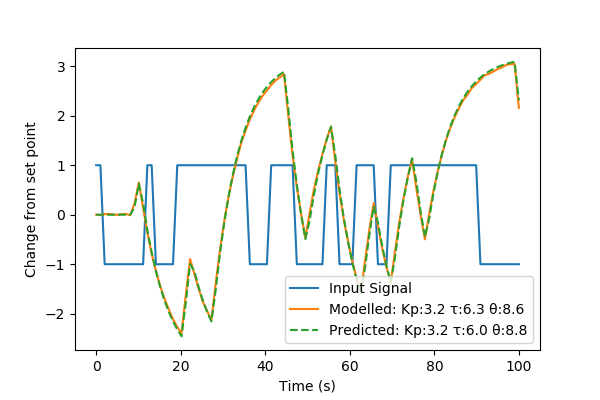 3
2
1
0
−1
−2
Change from set point
Input Signal
Modelled: Kp:3.2 τ:6.3 θ:8.6
Predicted: Kp:3.2 τ:6.0 θ:8.8
0 20 40 60 80 100
Time (s)